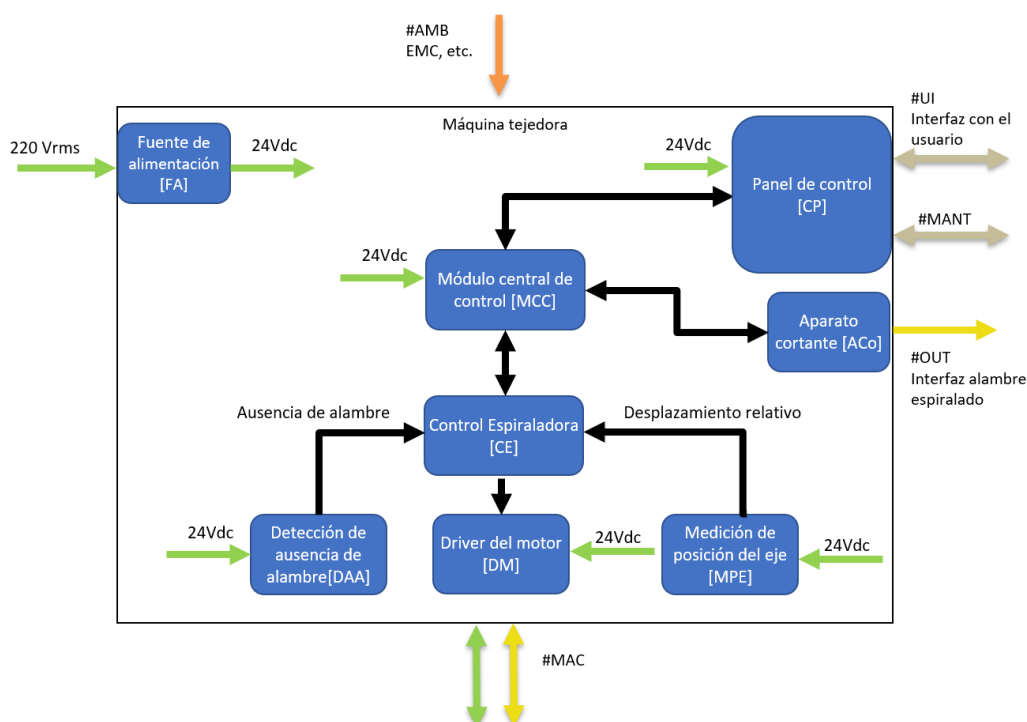 #AMB
EMC, etc.
Máquina tejedora
#UI
Interfaz con el
usuario
220 Vrms
Fuente de
alimentación
[FA]
24Vdc
24Vdc
Panel de control
[CP]
#MANT
24Vdc
Módulo central de
control [MCC]
Aparato
cortante [ACo]
#OUT
Interfaz alambre
espiralado
Ausencia de alambre
Control Espiraladora
[CE]
Desplazamiento relativo
24Vdc
Detección de
ausencia de
alambre[DAA]
Driver del motor
[DM]
24Vdc
Medición de
posición del eje
[MPE]
24Vdc
#MAC